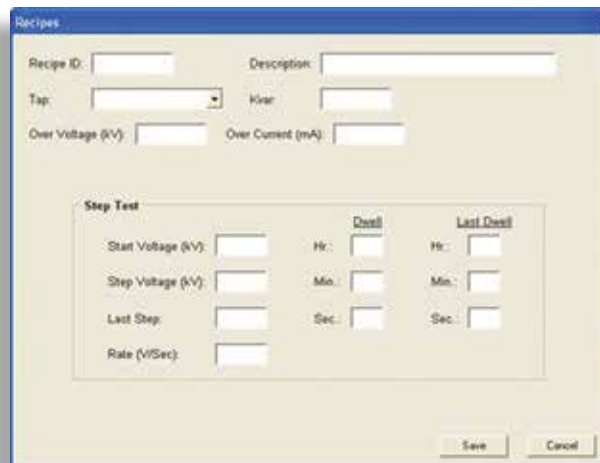 Recipes
Recipe ID: Description:
Tap: Kvar:
Over Voltage (kV): Over Current (mA):
Step Test
Dwell Last Dwell
Start Voltage (kV): Hr.: Hr.:
Step Voltage (kV): Min.: Min.:
Last Step: Sec.: Sec.:
Rate (V/Sec):
Save Cancel